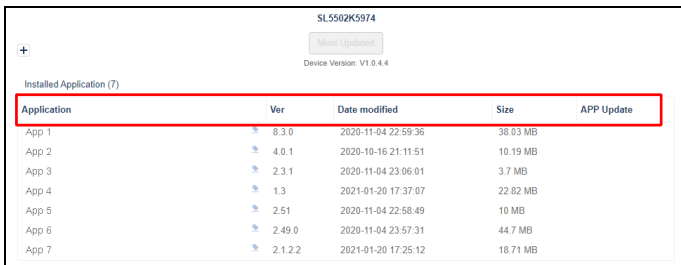 SL5502K5974
Most Updated
Device Version: V1.0.4.4
Installed Application (7)
Application Ver Date modified Size APP Update
App 1 8.3.0 2020-11-04 22:59:36 38.03 MB
App 2 4.0.1 2020-10-16 21:11:51 10.19 MB
App 3 2.3.1 2020-11-04 23:06:01 3.7 MB
App 4 1.3 2021-01-20 17:37:07 22.82 MB
App 5 2.51 2020-11-04 22:58:49 10 MB
App 6 2.49.0 2020-11-04 23:57:31 44.7 MB
App 7 2.1.2.2 2021-01-20 17:25:12 18.71 MB